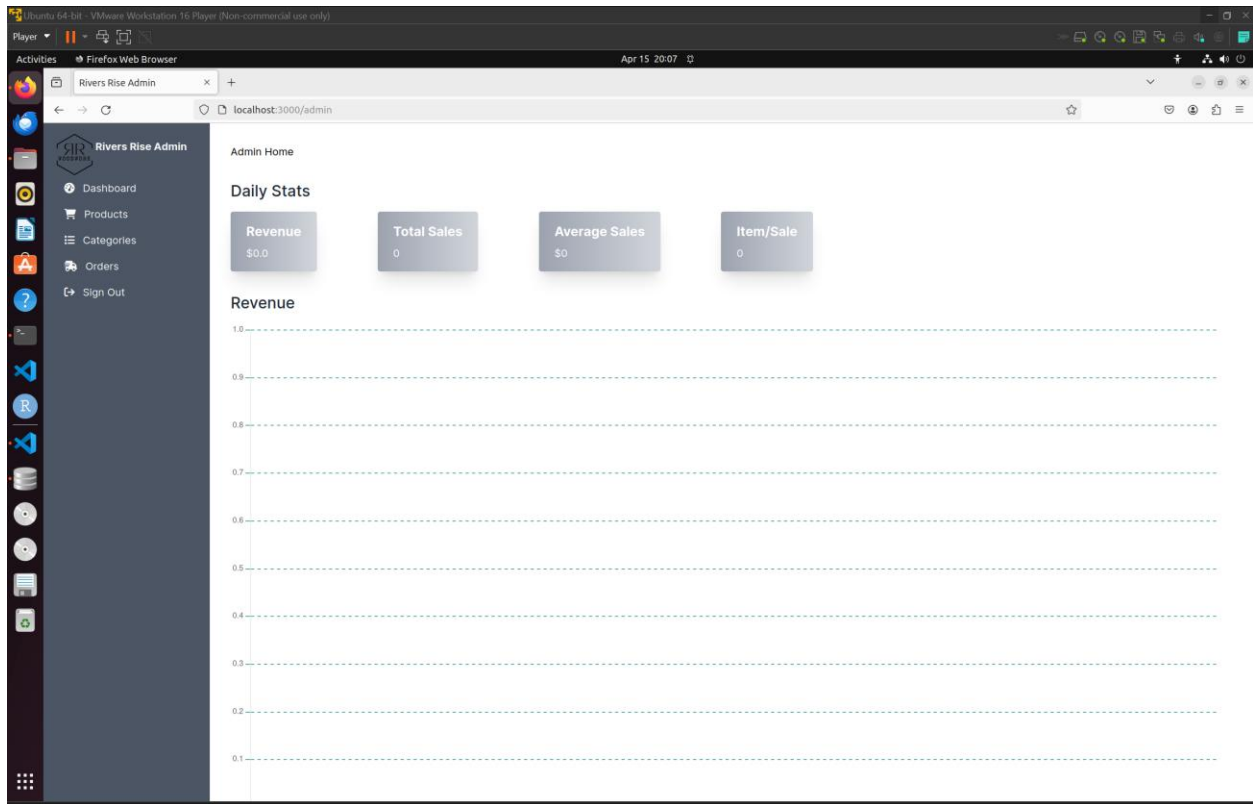 Ubuntu 64-bit - VMware Workstation 16 Player (Non-commercial use only)
Player
Activities Firefox Web Browser Apr 15 20:07
Rivers Rise Admin
localhost:3000/admin
RR
RECORDS
Rivers Rise Admin
Dashboard
Products
Categories
Orders
Sign Out
Admin Home
Daily Stats
Revenue
$0.0
Total Sales
0
Average Sales
$0
Item/Sale
0
Revenue
1.0
0.9
0.8
0.7
0.6
0.5
0.4
0.3
0.2
0.1